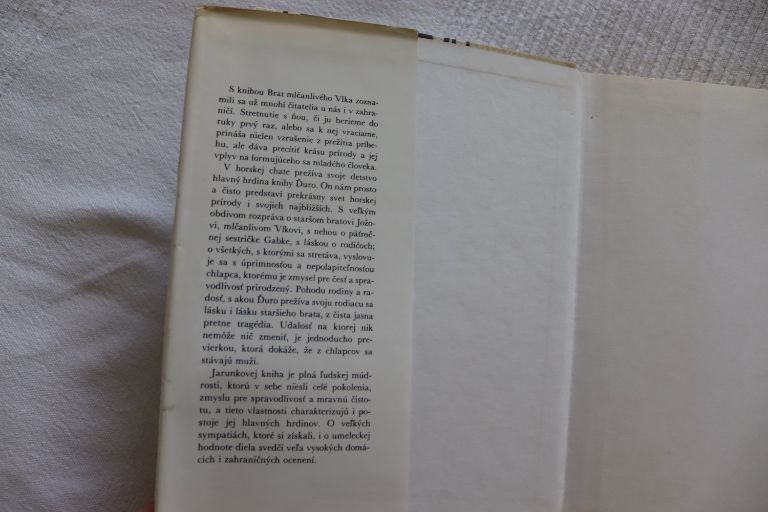 S knihou Brat mlčanlivého Vlka zozna-
mili sa už mnohí čitatelia u nás i v zahra-
ničí. Stretnutie s ňou, či ju berieme do
ruky prvý raz, alebo sa k nej vraciame,
prináša nielen vzrušenie z prežitia príbe-
hu, ale dáva precítiť krásu prírody a jej
vplyv na formujúceho sa mladého človeka.
V horskej chate prežíva svoje detstvo
hlavný hrdina knihy Ďuro. On nám prosto
a čisto predstaví prekrásny svet horskej
prírody i svojich najbližších. S veľkým
obdivom rozpráva o staršom bratovi Jožo-
vi, mlčanlivom Vlkovi, s nehou o päťroč-
nej sestričke Gabke, s láskou o rodičoch;
o všetkých, s ktorými sa stretáva, vyslovu-
je sa s úprimnosťou a nepolapiteľnosťou
chlapca, ktorému je zmysel pre česť a spra-
vodlivosť prirodzený. Pohodu rodiny a ra-
dosť, s akou Ďuro prežíva svoju rodiacu sa
lásku i lásku staršieho brata, z čista jasna
pretne tragédia. Udalosť na ktorej nik
nemôže nič zmeniť, je jednoducho pre-
vierkou, ktorá dokáže, že z chlapcov sa
stávajú muži.
Jarunkovej kniha je plná ľudskej múd-
rosti, ktorú v sebe niesli celé pokolenia,
zmyslu pre spravodlivosť a mravnú čisto-
tu, a tieto vlastnosti charakterizujú i po-
stoje jej hlavných hrdinov. O veľkých
sympatiách, ktoré si získali, i o umeleckej
hodnote diela svedčí veľa vysokých domá-
cich i zahraničných ocenení.